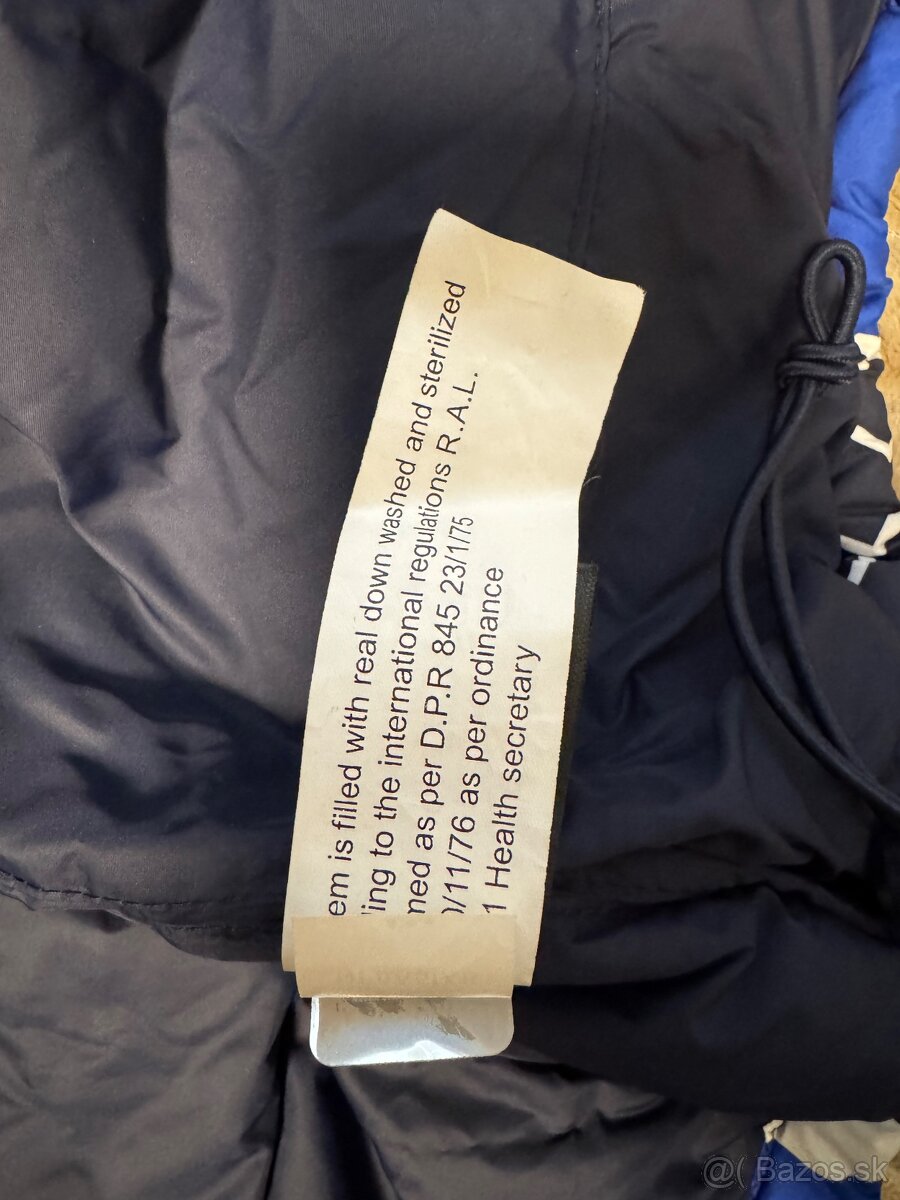 em is filled with real down washed and sterilized
ing to the international regulations R.A.L.
ned as per D.P.R 845 23/1/75
/11/76 as per ordinance
1 Health secretary
@( Bazos.sk